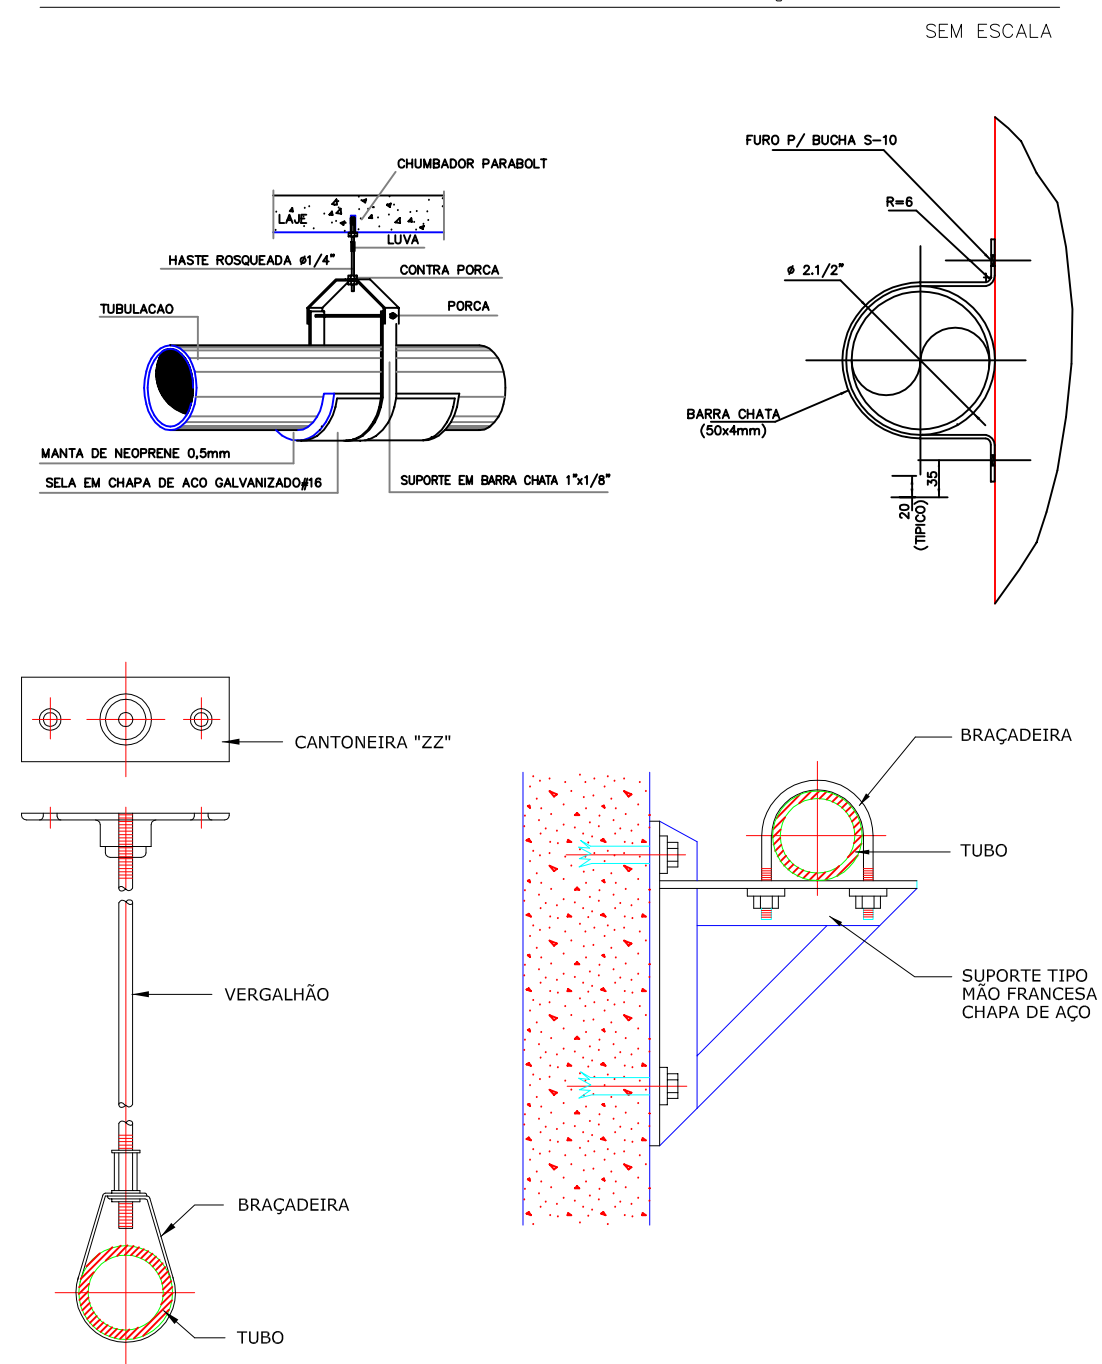 SEM ESCALA
CHUMBADOR PARABOLT
LAJE
LUVA
HASTE ROSQUEADA ø1/4"
CONTRA PORCA
PORCA
TUBULACAO
MANTA DE NEOPRENE 0,5mm
SELA EM CHAPA DE ACO GALVANIZADO#16
SUPORTE EM BARRA CHATA 1"x1/8"
FURO P/ BUCHA S-10
R=6
ø 2.1/2"
BARRA CHATA
(50x4mm)
35
20
(TIPICO)
CANTONEIRA "ZZ"
VERGALHÃO
BRAÇADEIRA
TUBO
BRAÇADEIRA
TUBO
SUPORTE TIPO
MÃO FRANCESA
CHAPA DE AÇO